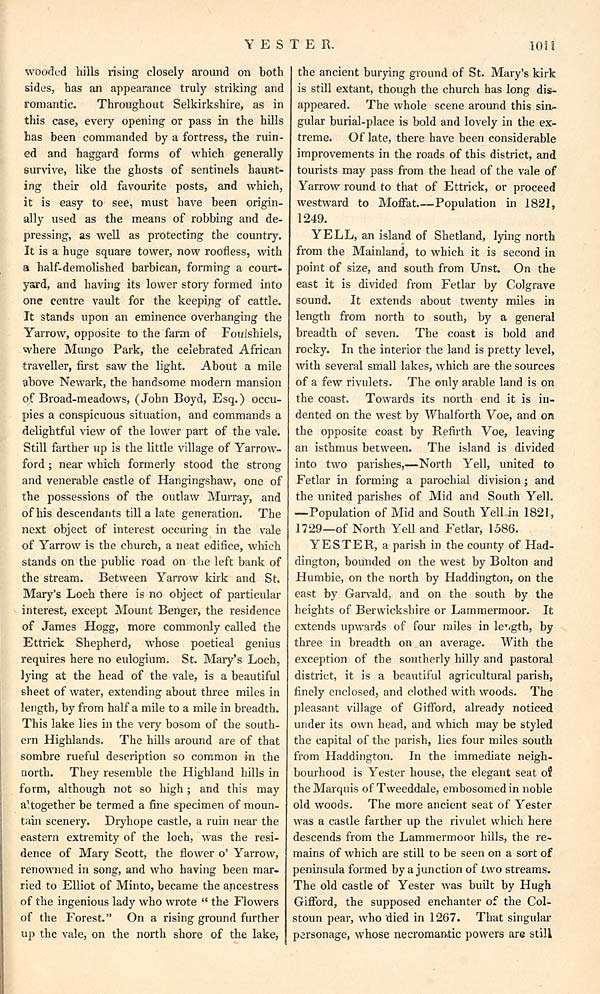 YESTER.
1011
wooded hills rising closely around on both
sides, has an appearance truly striking and
romantic. Throughout Selkirkshire, as in
this case, every opening or pass in the hills
has been commanded by a fortress, the ruin-
ed and haggard forms of which generally
survive, like the ghosts of sentinels haunt-
ing their old favourite posts, and which,
it is easy to see, must have been origin-
ally used as the means of robbing and de-
pressing, as well as protecting the country.
It is a huge square tower, now roofless, with
a half-demolished barbican, forming a court-
yard, and having its lower story formed into
one centre vault for the keeping of cattle.
It stands upon an eminence overhanging the
Yarrow, opposite to the farm of Foulshiels,
where Mungo Park, the celebrated African
traveller, first saw the light. About a mile
above Newark, the handsome modern mansion
of Broad-meadows, (John Boyd, Esq.) occu-
pies a conspicuous situation, and commands a
delightful view of the lower part of the vale.
Still farther up is the little village of Yarrow-
ford; near which formerly stood the strong
and venerable castle of Hangingshaw, one of
the possessions of the outlaw Murray, and
of his descendants till a late generation. The
next object of interest occuring in the vale
of Yarrow is the church, a neat edifice, which
stands on the public road on the left bank of
the stream. Between Yarrow kirk and St.
Mary's Loch there is no object of particular
interest, except Mount Benger, the residence
of James Hogg, more commonly called the
Ettrick Shepherd, whose poetical genius
requires here no eulogium. St. Mary's Loch,
lying at the head of the vale, is a beautiful
sheet of water, extending about three miles in
length, by from half a mile to a mile in breadth.
This lake lies in the very bosom of the south-
ern Highlands. The hills around are of that
sombre rueful description so common in the
north. They resemble the Highland hills in
form, although not so high; and this may
altogether be termed a fine specimen of moun-
tain scenery. Dryhope castle, a ruin near the
eastern extremity of the loch, was the resi-
dence of Mary Scott, the flower o' Yarrow,
renowned in song, and who having been mar-
ried to Elliot of Minto, became the ancestress
of the ingenious lady who wrote "the Flowers
of the Forest." On a rising ground further
up the vale, on the north shore of the lake,
the ancient burying ground of St. Mary's kirk
is still extant, though the church has long dis-
appeared. The whole scene around this sin-
gular burial-place is bold and lovely in the ex-
treme. Of late, there have been considerable
improvements in the roads of this district, and
tourists may pass from the head of the vale of
Yarrow round to that of Ettrick, or proceed
westward to Moffat.—Population in 1821,
1249.
YELL, an island of Shetland, lying north
from the Mainland, to which it is second in
point of size, and south from Unst. On the
east it is divided from Fetlar by Colgrave
sound. It extends about twenty miles in
length from north to south, by a general
breadth of seven. The coast is bold and
rocky. In the interior the land is pretty level,
with several small lakes, which are the sources
of a few rivulets. The only arable land is on
the coast. Towards its north end it is in-
dented on the west by Whalforth Voe, and on
the opposite coast by Refirth Voe, leaving
an isthmus between. The island is divided
into two parishes,—North Yell, united to
Fetlar in forming a parochial division; and
the united parishes of Mid and South Yell.
—Population of Mid and South Yell in 1821,
1729—of North Yell and Fetlar, 1586.
YESTER, a parish in the county of Had-
dington, bounded on the west by Bolton and
Humbie, on the north by Haddington, on the
east by Garvald, and on the south by the
heights of Berwickshire or Lammermoor. It
extends upwards of four miles in length, by
three in breadth on an average. With the
exception of the southerly hilly and pastoral
district, it is a beautiful agricultural parish,
finely enclosed, and clothed with woods. The
pleasant village of Gifford, already noticed
under its own head, and which may be styled
the capital of the parish, lies four miles south
from Haddington. In the immediate neigh-
bourhood is Yester house, the elegant seat of
the Marquis of Tweeddale, embosomed in noble
old woods. The more ancient seat of Yester
was a castle farther up the rivulet which here
descends from the Lammermoor hills, the re-
mains of which are still to be seen on a sort of
peninsula formed by a junction of two streams.
The old castle of Yester was built by Hugh
Gifford, the supposed enchanter of the Col-
stoun pear, who died in 1267. That singular
personage, whose necromantic powers are still